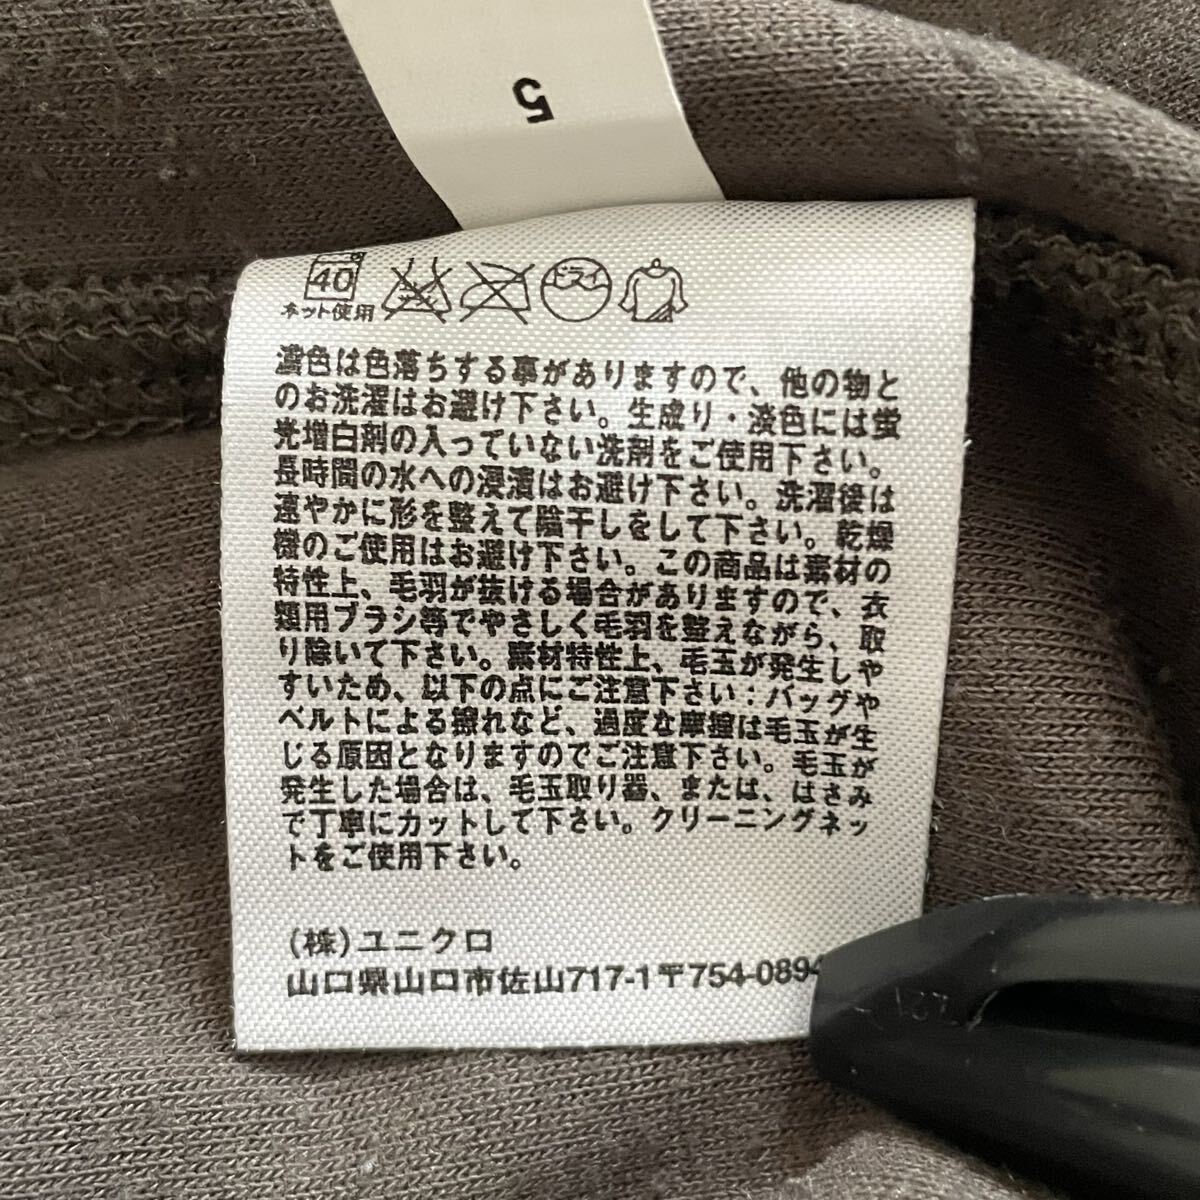 5
40
ネット使用
ドライ
濃色は色落ちする事がありますので、他の物と
のお洗濯はお避け下さい。生成り・淡色には蛍
光増白剤の入っていない洗剤をご使用下さい。
長時間の水への浸漬はお避け下さい。洗濯後は
速やかに形を整えて陰干しをして下さい。乾燥
機のご使用はお避け下さい。この商品は素材の
特性上、毛羽が抜ける場合がありますので、衣
類用ブラシ等でやさしく毛羽を整えながら、取
り除いて下さい。素材特性上、毛玉が発生しや
すいため、以下の点にご注意下さい：バッグや
ベルトによる擦れなど、過度な摩擦は毛玉が生
じる原因となりますのでご注意下さい。毛玉が
発生した場合は、毛玉取り器、または、はさみ
で丁寧にカットして下さい。クリーニングネッ
トをご使用下さい。
(株)ユニクロ
山口県山口市佐山717-1〒754-0894